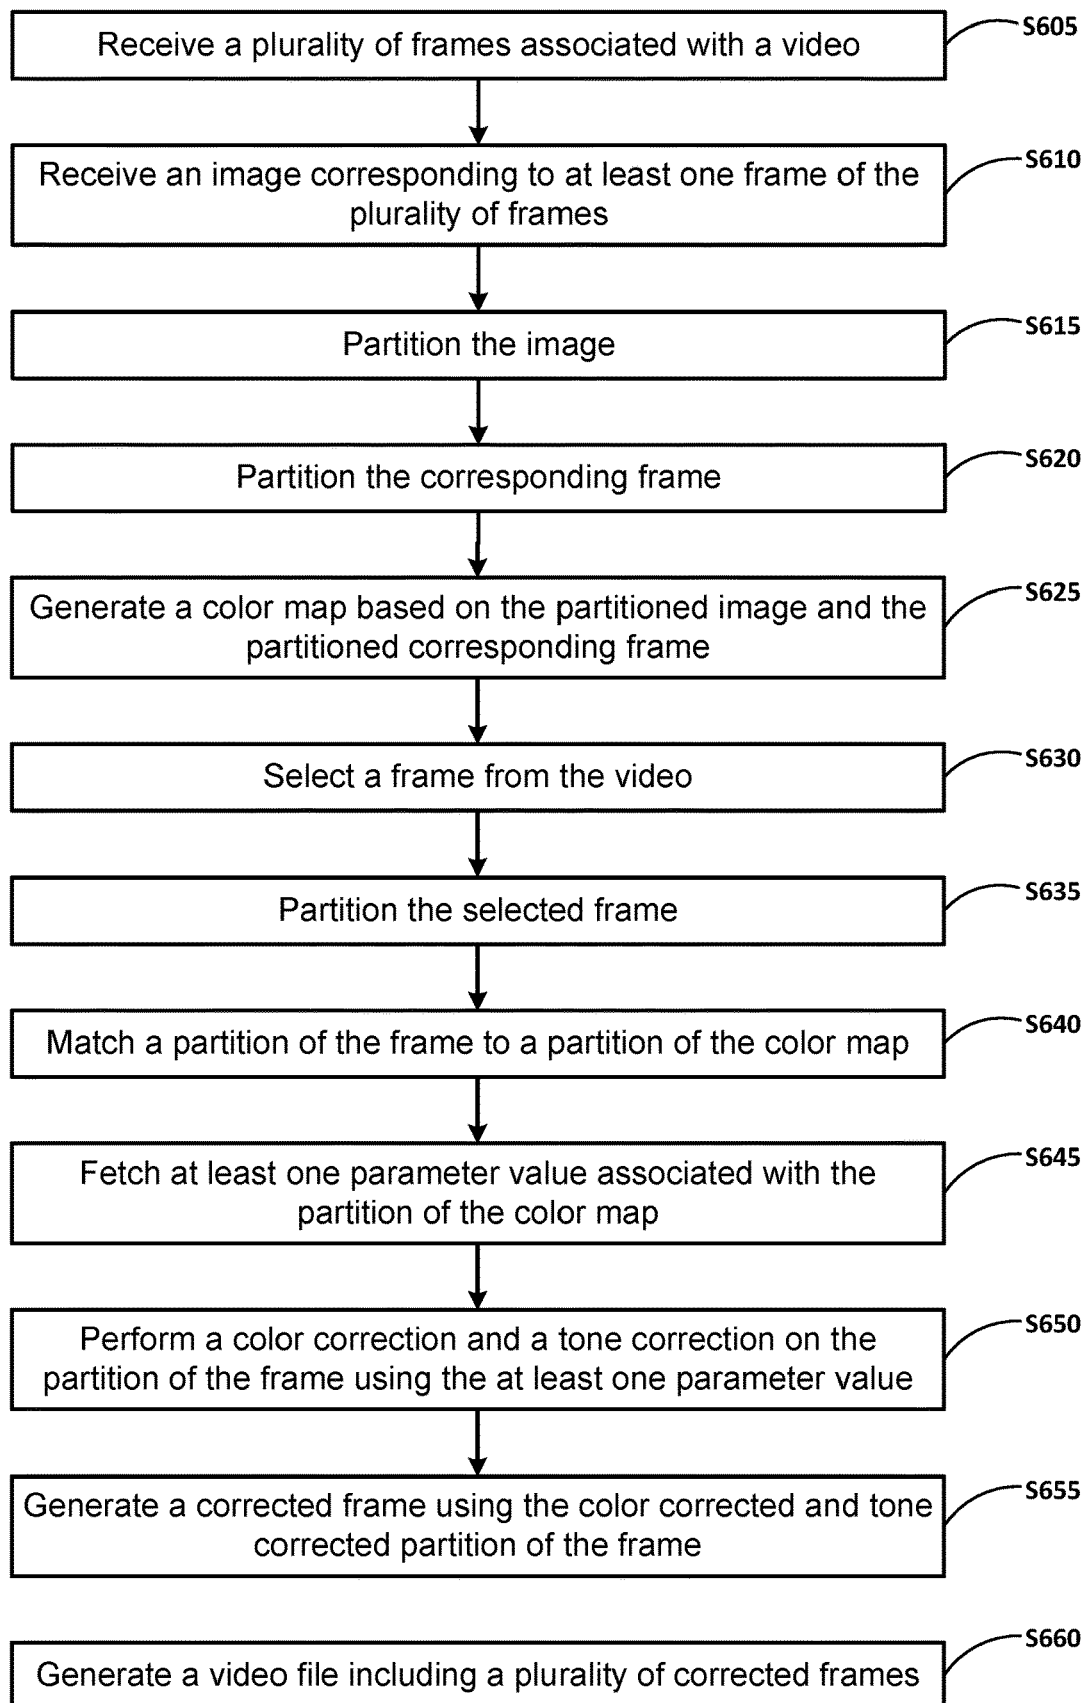 Receive a plurality of frames associated with a video
S605
Receive an image corresponding to at least one frame of the
plurality of frames
S610
Partition the image
S615
Partition the corresponding frame
S620
Generate a color map based on the partitioned image and the
partitioned corresponding frame
S625
Select a frame from the video
S630
Partition the selected frame
S635
Match a partition of the frame to a partition of the color map
S640
Fetch at least one parameter value associated with the
partition of the color map
S645
Perform a color correction and a tone correction on the
partition of the frame using the at least one parameter value
S650
Generate a corrected frame using the color corrected and tone
corrected partition of the frame
S655
Generate a video file including a plurality of corrected frames
S660